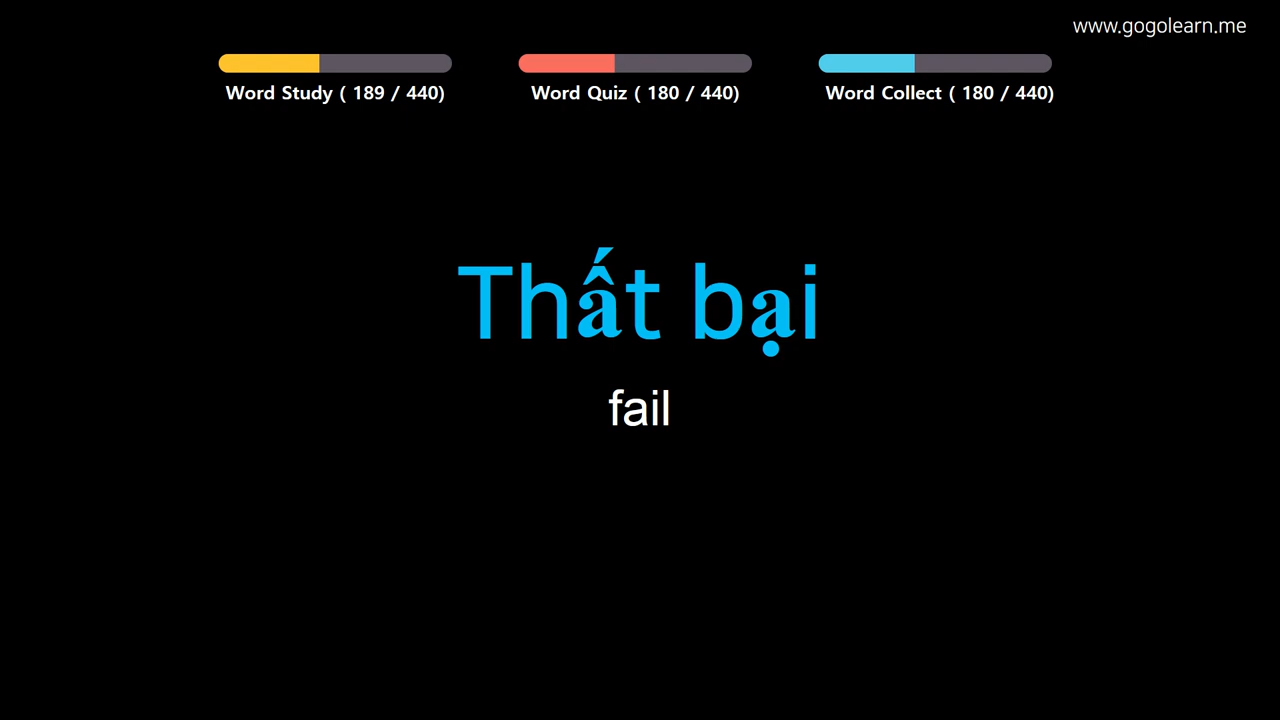 www.gogolearn.me
Word Study ( 189 / 440)
Word Quiz ( 180 / 440)
Word Collect ( 180 / 440)
Thất bại
fail